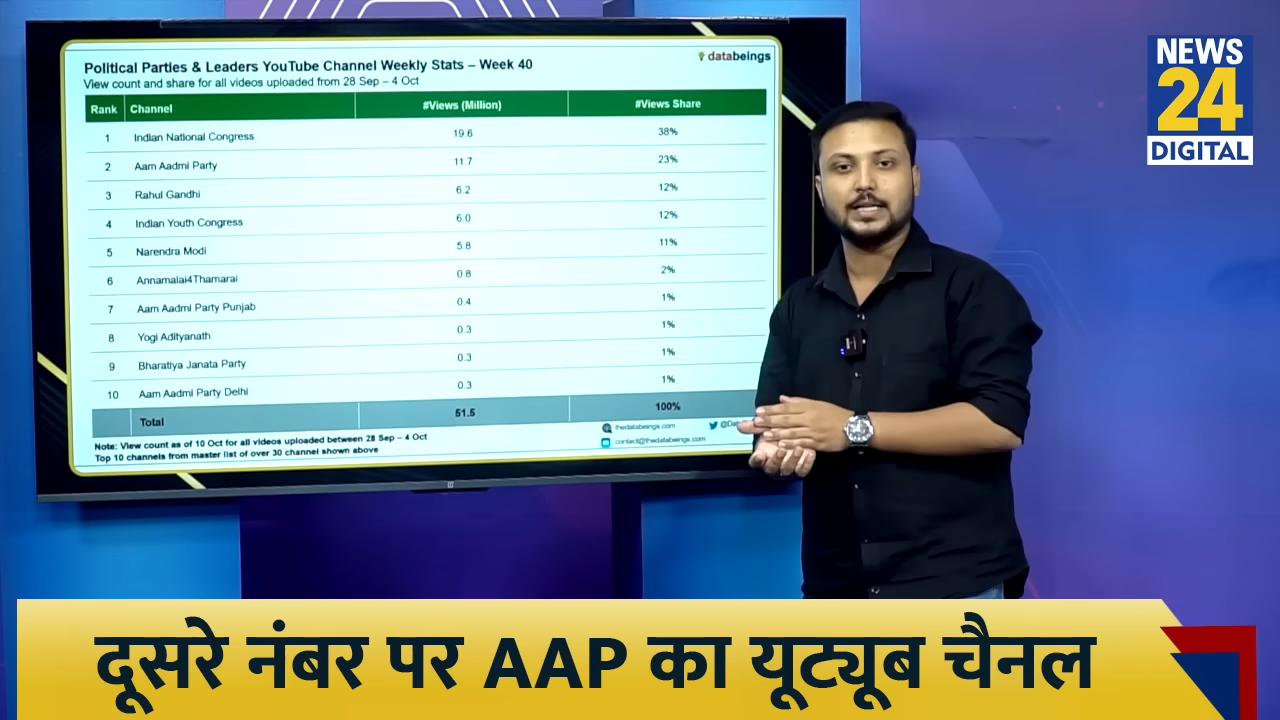 Political Parties & Leaders YouTube Channel Weekly Stats – Week 40
databeings
View count and share for all videos uploaded from 28 Sep – 4 Oct
Rank Channel #Views (Million) #Views Share
1 Indian National Congress 19.6 38%
2 Aam Aadmi Party 11.7 23%
3 Rahul Gandhi 6.2 12%
4 Indian Youth Congress 6.0 12%
5 Narendra Modi 5.8 11%
6 Annamalai4Thamarai 0.8 2%
7 Aam Aadmi Party Punjab 0.4 1%
8 Yogi Adityanath 0.3 1%
9 Bharatiya Janata Party 0.3 1%
10 Aam Aadmi Party Delhi 0.3 1%
Total 51.5 100%
Note: View count as of 10 Oct for all videos uploaded between 28 Sep – 4 Oct
Top 10 channels from master list of over 30 channel shown above
thedatabeings.com
contact@thedatabeings.com
NEWS
24
DIGITAL
दूसरे नंबर पर AAP का यूट्यूब चैनल